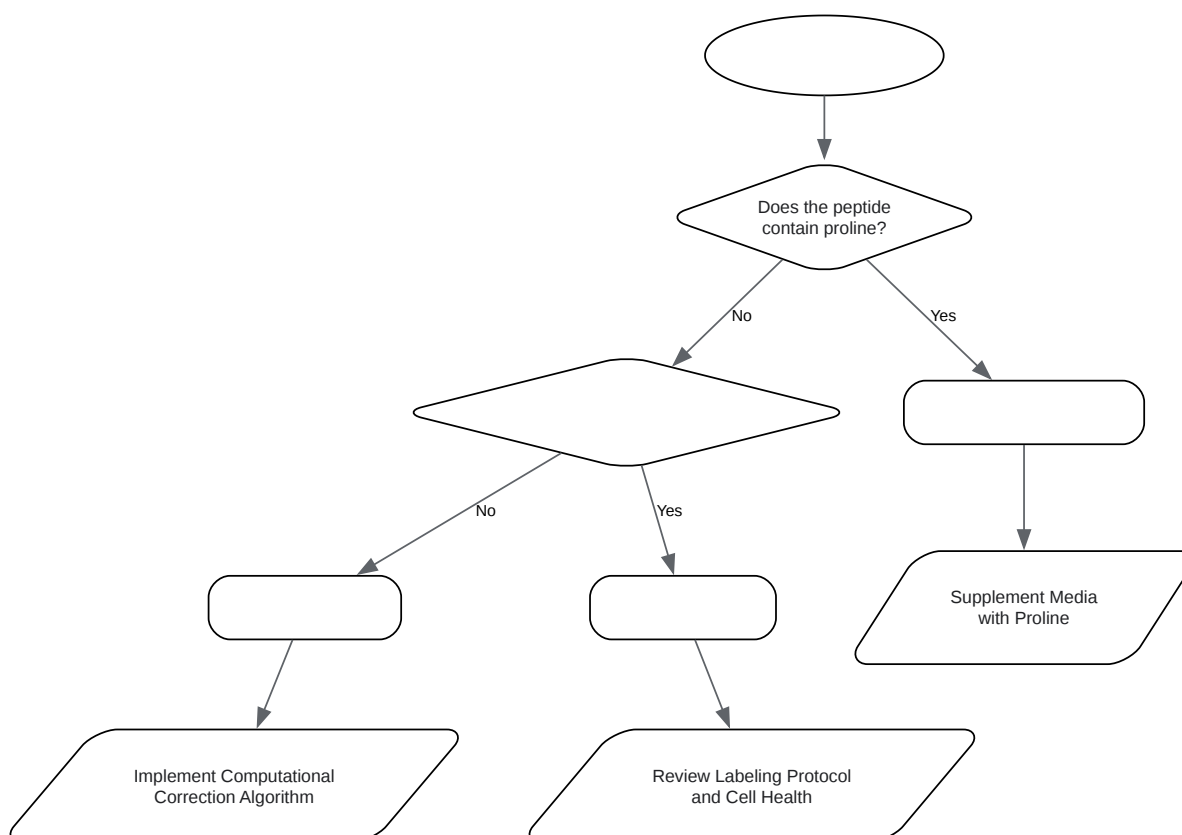 Does the peptide
contain proline?
No
Yes
No
Yes
Supplement Media
with Proline
Implement Computational
Correction Algorithm
Review Labeling Protocol
and Cell Health